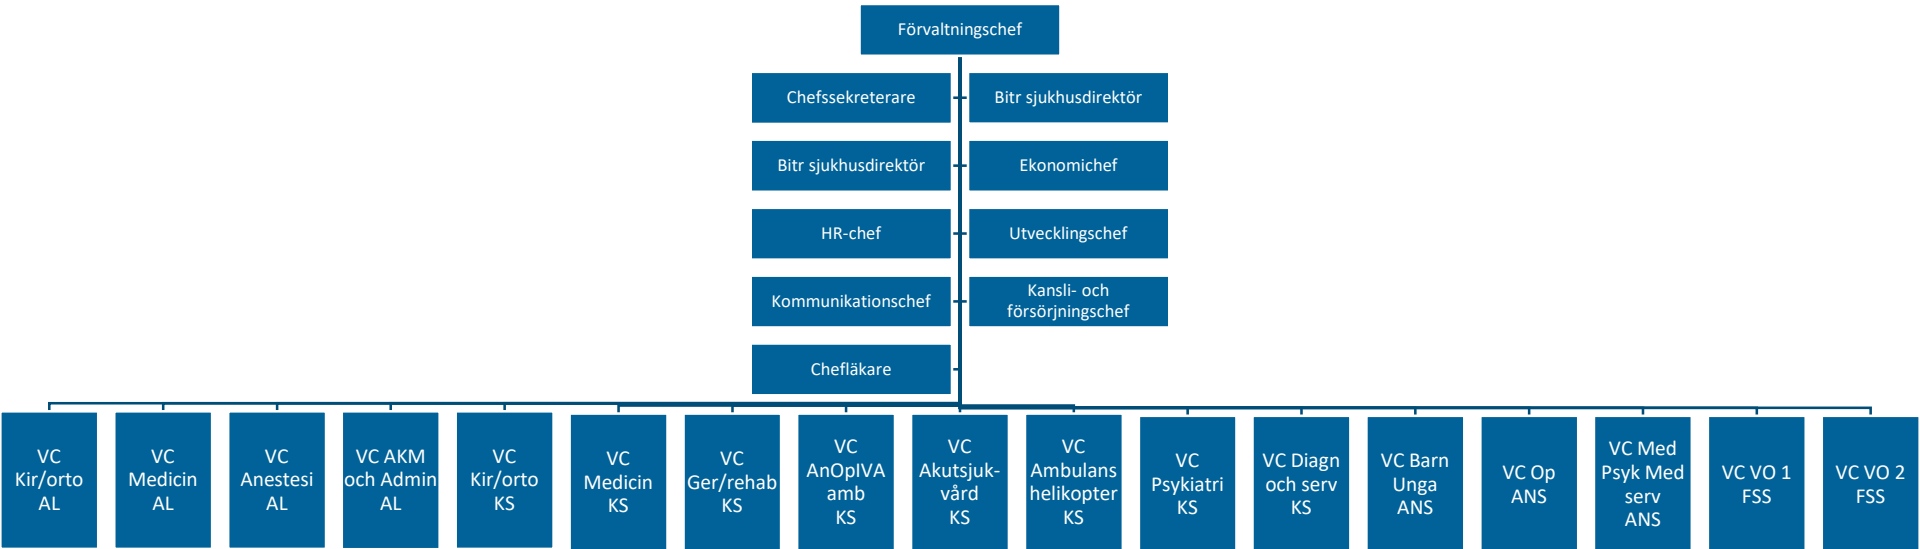 Förvaltningschef
Chefssekreterare
Bitr sjukhusdirektör
Bitr sjukhusdirektör
Ekonomichef
HR-chef
Utvecklingschef
Kommunikationschef
Kansli- och
försörjningschef
Chefläkare
VC
Kir/orto
AL
VC
Medicin
AL
VC
Anestesi
AL
VC AKM
och Admin
AL
VC
Kir/orto
KS
VC
Medicin
KS
VC
Ger/rehab
KS
VC
AnOpIVA
amb
KS
VC
Akutsjuk-
vård
KS
VC
Ambulans
helikopter
KS
VC
Psykiatri
KS
VC Diagn
och serv
KS
VC Barn
Unga
ANS
VC Op
ANS
VC Med
Psyk Med
serv
ANS
VC VO 1
FSS
VC VO 2
FSS